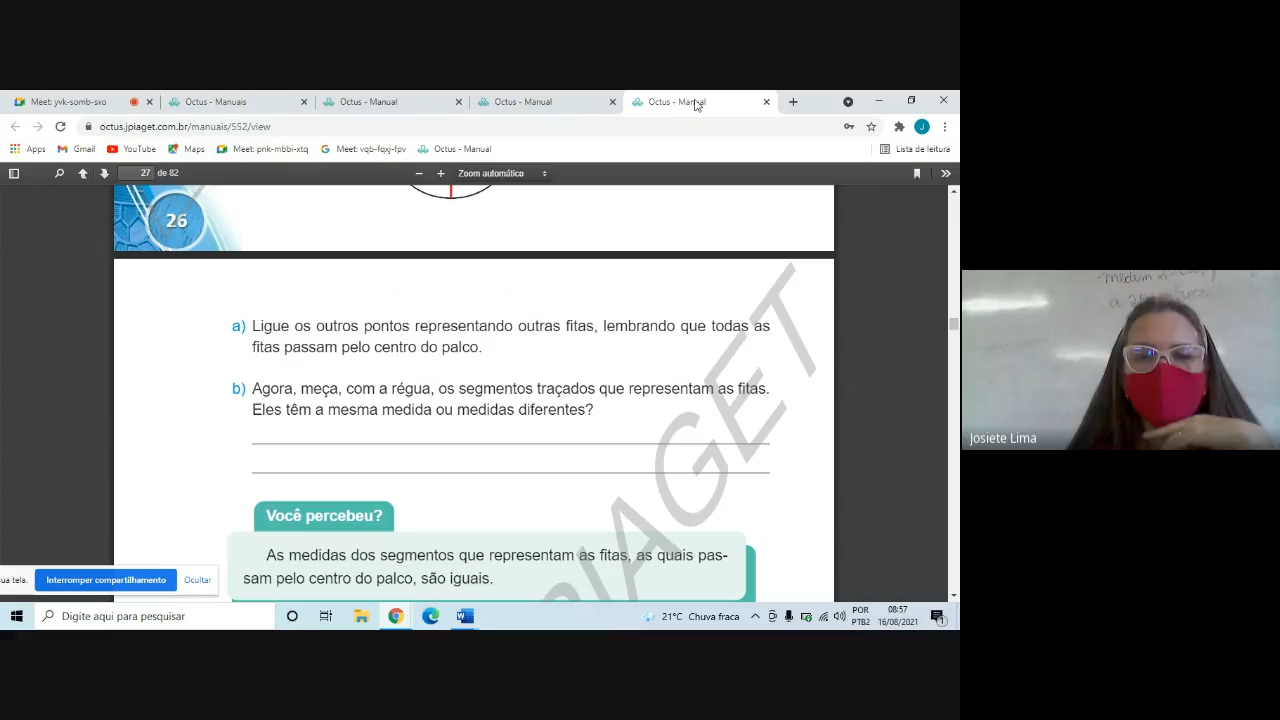 Meet: yvk-somb-sxo
Octus - Manuais
Octus - Manual
Octus - Manual
Octus - Manual
octus.jpiaget.com.br/manuais/552/view
Apps
Gmail
YouTube
Maps
Meet: pnk-mbbi-xtq
Meet: vqb-fqxj-fpv
Octus - Manual
Lista de leitura
27 de 82
Zoom automático
26
a) Ligue os outros pontos representando outras fitas, lembrando que todas as
fitas passam pelo centro do palco.
b) Agora, meça, com a régua, os segmentos traçados que representam as fitas.
Eles têm a mesma medida ou medidas diferentes?
Você percebeu?
As medidas dos segmentos que representam as fitas, as quais pas-
sam pelo centro do palco, são iguais.
PIAGET
sua tela.
Interromper compartilhamento
Ocultar
Digite aqui para pesquisar
21°C Chuva fraca
POR
PTB2
08:57
16/08/2021
1
medem
Josiete Lima